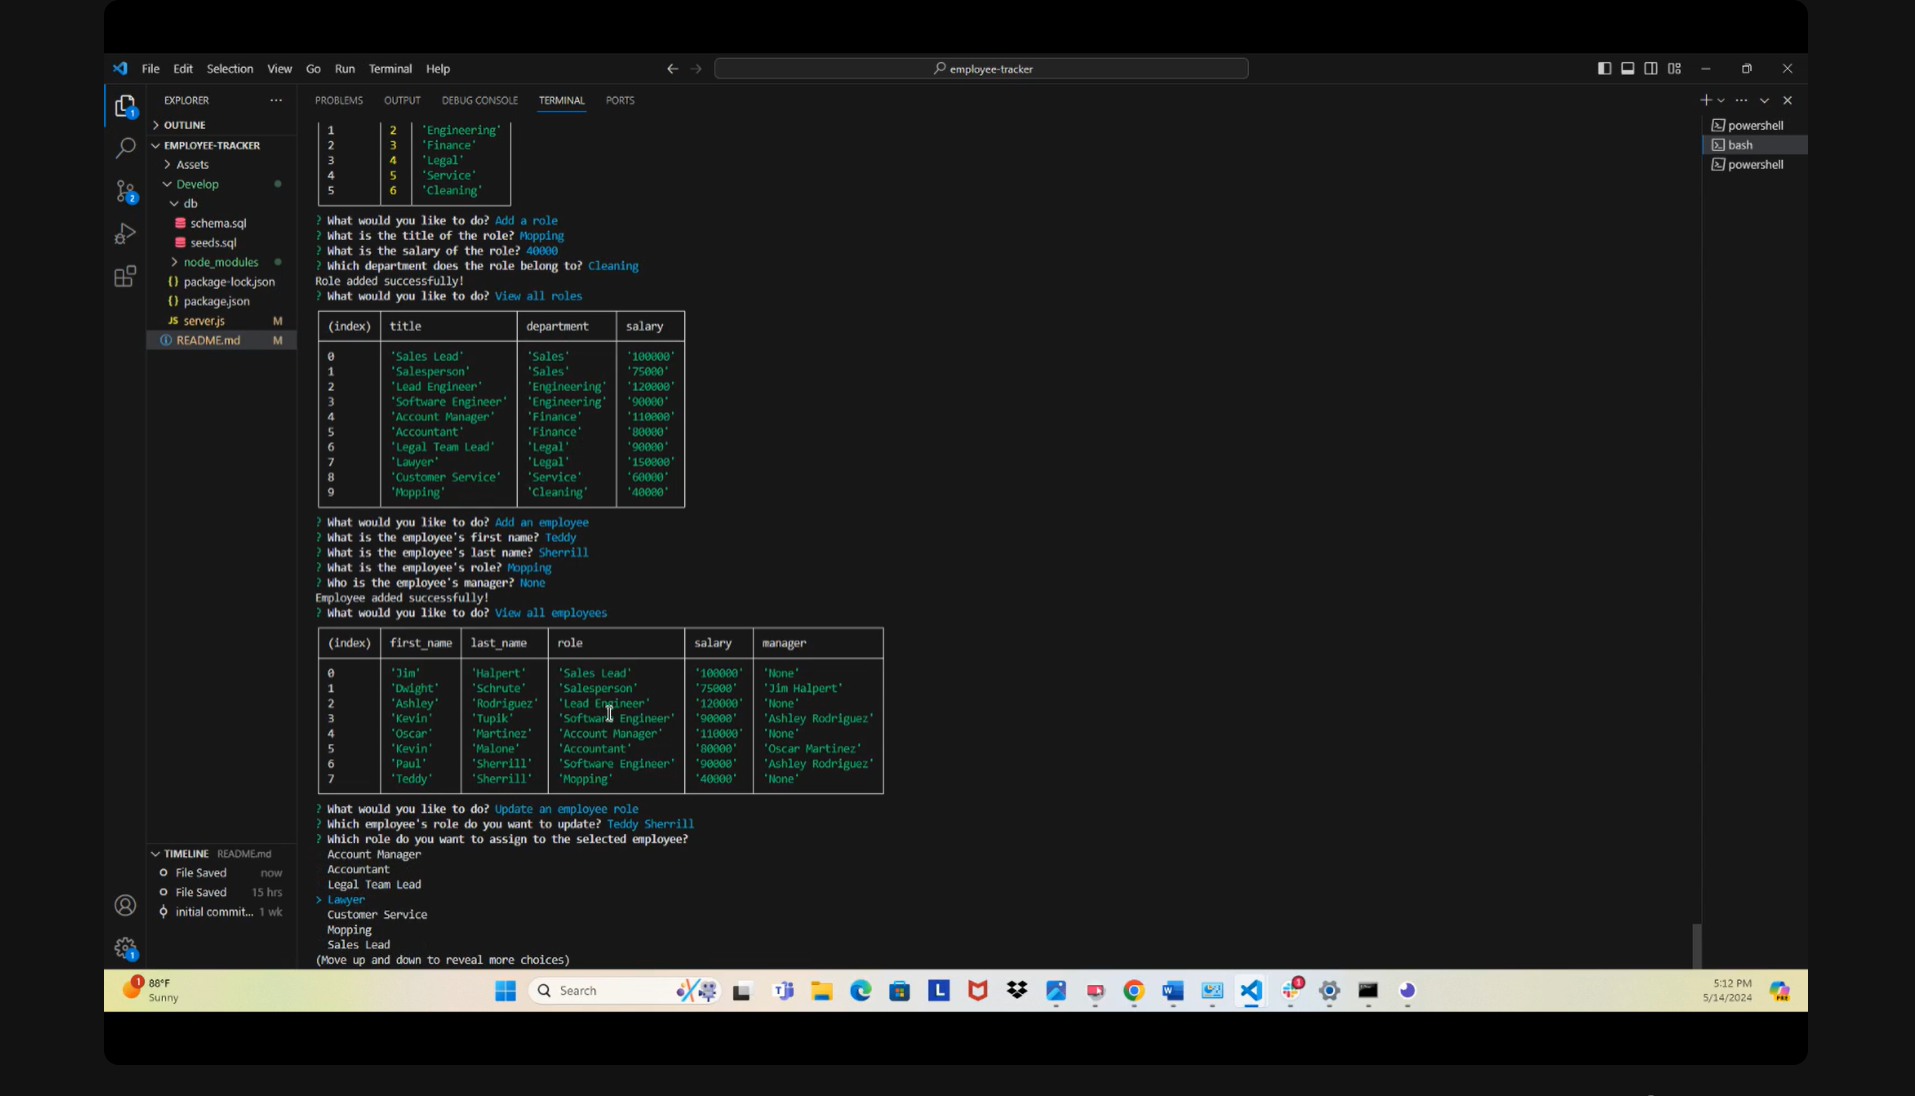 File Edit Selection View Go Run Terminal Help
employee-tracker
EXPLORER
OUTLINE
EMPLOYEE-TRACKER
Assets
Develop
db
schema.sql
seeds.sql
node_modules
{} package-lock.json
{} package.json
JS server.js M
README.md M
TIMELINE README.md
File Saved now
File Saved 15 hrs
initial commit... 1 wk
PROBLEMS OUTPUT DEBUG CONSOLE TERMINAL PORTS
1 2 'Engineering'
2 3 'Finance'
3 4 'Legal'
4 5 'Service'
5 6 'Cleaning'
? What would you like to do? Add a role
? What is the title of the role? Mopping
? What is the salary of the role? 40000
? Which department does the role belong to? Cleaning
Role added successfully!
? What would you like to do? View all roles
(index) title department salary
0 'Sales Lead' 'Sales' '100000'
1 'Salesperson' 'Sales' '75000'
2 'Lead Engineer' 'Engineering' '120000'
3 'Software Engineer' 'Engineering' '90000'
4 'Account Manager' 'Finance' '110000'
5 'Accountant' 'Finance' '80000'
6 'Legal Team Lead' 'Legal' '90000'
7 'Lawyer' 'Legal' '150000'
8 'Customer Service' 'Service' '60000'
9 'Mopping' 'Cleaning' '40000'
? What would you like to do? Add an employee
? What is the employee's first name? Teddy
? What is the employee's last name? Sherrill
? What is the employee's role? Mopping
? Who is the employee's manager? None
Employee added successfully!
? What would you like to do? View all employees
(index) first_name last_name role salary manager
0 'Jim' 'Halpert' 'Sales Lead' '100000' 'None'
1 'Dwight' 'Schrute' 'Salesperson' '75000' 'Jim Halpert'
2 'Ashley' 'Rodriguez' 'Lead Engineer' '120000' 'None'
3 'Kevin' 'Tupik' 'Software Engineer' '90000' 'Ashley Rodriguez'
4 'Oscar' 'Martinez' 'Account Manager' '110000' 'None'
5 'Kevin' 'Malone' 'Accountant' '80000' 'Oscar Martinez'
6 'Paul' 'Sherrill' 'Software Engineer' '90000' 'Ashley Rodriguez'
7 'Teddy' 'Sherrill' 'Mopping' '40000' 'None'
? What would you like to do? Update an employee role
? Which employee's role do you want to update? Teddy Sherrill
? Which role do you want to assign to the selected employee?
Account Manager
Accountant
Legal Team Lead
> Lawyer
Customer Service
Mopping
Sales Lead
(Move up and down to reveal more choices)
powershell
bash
powershell
88°F
Sunny
Search
5:12 PM
5/14/2024